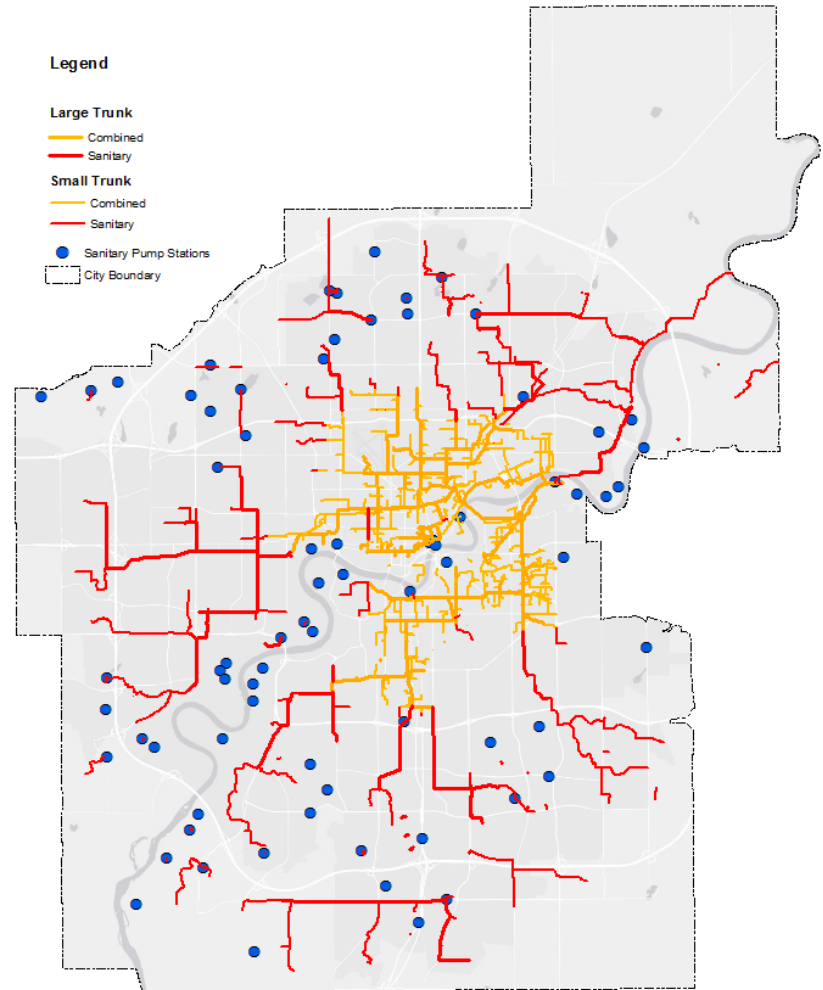 Legend
Large Trunk
Combined
Sanitary
Small Trunk
Combined
Sanitary
Sanitary Pump Stations
City Boundary